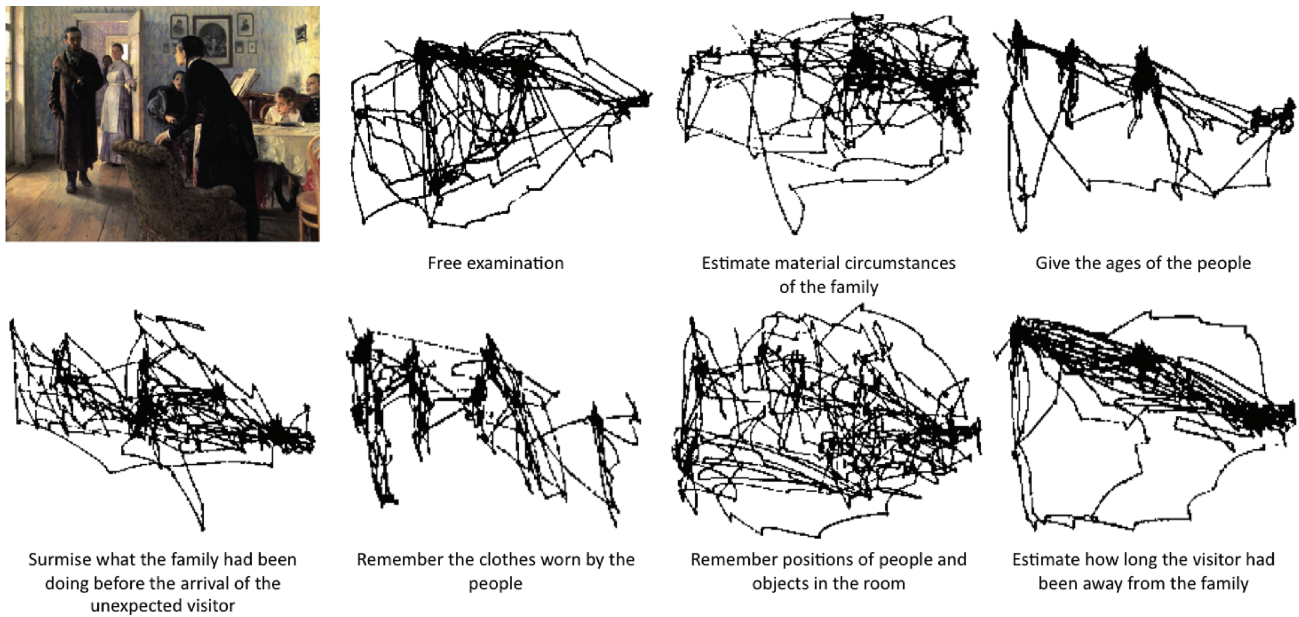 Free examination
Estimate material circumstances
of the family
Give the ages of the people
Surmise what the family had been
doing before the arrival of the
unexpected visitor
Remember the clothes worn by the
people
Remember positions of people and
objects in the room
Estimate how long the visitor had
been away from the family